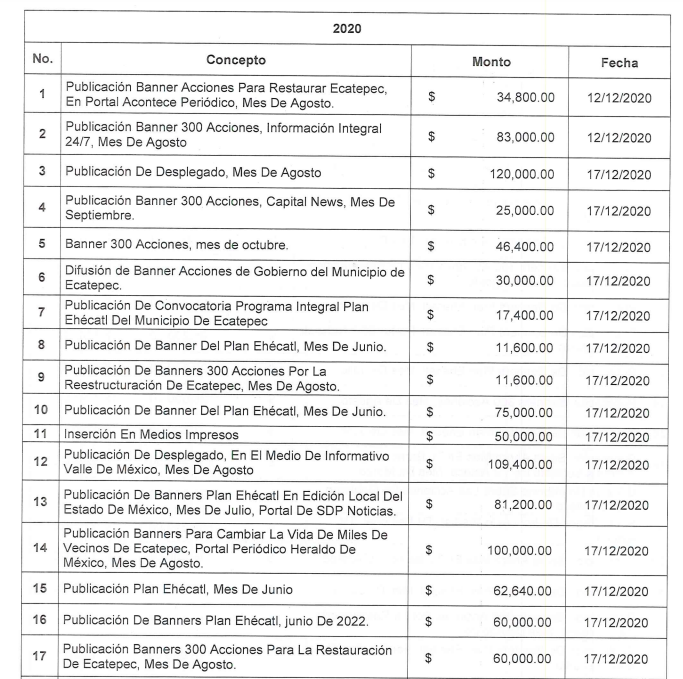 2020
No. Concepto Monto Fecha
1 Publicación Banner Acciones Para Restaurar Ecatepec,
En Portal Acontece Periódico, Mes De Agosto. $ 34,800.00 12/12/2020
2 Publicación Banner 300 Acciones, Información Integral
24/7, Mes De Agosto $ 83,000.00 12/12/2020
3 Publicación De Desplegado, Mes De Agosto $ 120,000.00 17/12/2020
4 Publicación Banner 300 Acciones, Capital News, Mes De
Septiembre. $ 25,000.00 17/12/2020
5 Banner 300 Acciones, mes de octubre. $ 46,400.00 17/12/2020
6 Difusión de Banner Acciones de Gobierno del Municipio de
Ecatepec. $ 30,000.00 17/12/2020
7 Publicación De Convocatoria Programa Integral Plan
Ehécatl Del Municipio De Ecatepec $ 17,400.00 17/12/2020
8 Publicación De Banner Del Plan Ehécatl, Mes De Junio. $ 11,600.00 17/12/2020
9 Publicación De Banners 300 Acciones Por La
Reestructuración De Ecatepec, Mes De Agosto. $ 11,600.00 17/12/2020
10 Publicación De Banner Del Plan Ehécatl, Mes De Junio. $ 75,000.00 17/12/2020
11 Inserción En Medios Impresos $ 50,000.00 17/12/2020
12 Publicación De Desplegado, En El Medio De Informativo
Valle De México, Mes De Agosto $ 109,400.00 17/12/2020
13 Publicación De Banners Plan Ehécatl En Edición Local Del
Estado De México, Mes De Julio, Portal De SDP Noticias. $ 81,200.00 17/12/2020
14 Publicación Banners Para Cambiar La Vida De Miles De
Vecinos De Ecatepec, Portal Periódico Heraldo De
México, Mes De Agosto. $ 100,000.00 17/12/2020
15 Publicación Plan Ehécatl, Mes De Junio $ 62,640.00 17/12/2020
16 Publicación De Banners Plan Ehécatl, junio De 2022. $ 60,000.00 17/12/2020
17 Publicación Banners 300 Acciones Para La Restauración
De Ecatepec, Mes De Agosto. $ 60,000.00 17/12/2020